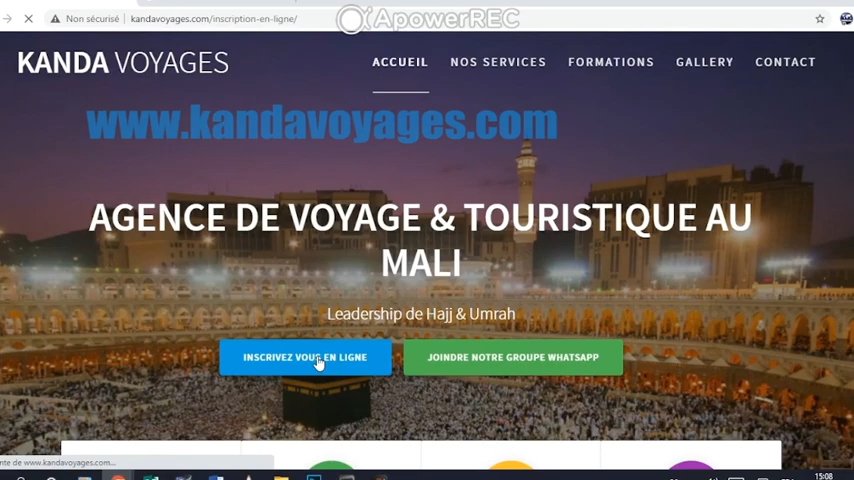 Non sécurisé | kandavoyages.com/inscription-en-ligne/
ApowerREC
KANDA VOYAGES
ACCUEIL NOS SERVICES FORMATIONS GALLERY CONTACT
www.kandavoyages.com
AGENCE DE VOYAGE & TOURISTIQUE AU
MALI
Leadership de Hajj & Umrah
INSCRIVEZ VOUS EN LIGNE JOINDRE NOTRE GROUPE WHATSAPP
de www.kandavoyages.com...
15:08